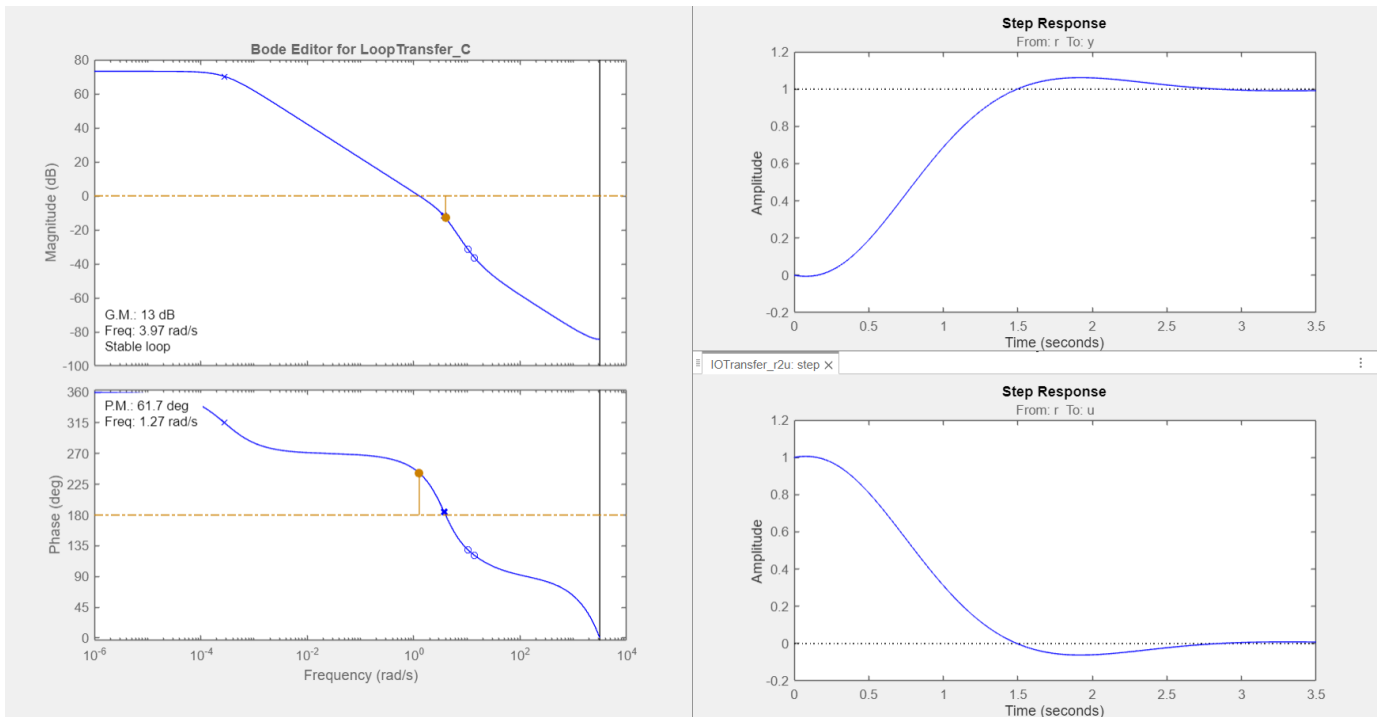 Bode Editor for LoopTransfer_C
80
60
40
20
0
-20
-40
-60
-80
-100
Magnitude (dB)
G.M.: 13 dB
Freq: 3.97 rad/s
Stable loop
360
315
270
225
180
135
90
45
0
Phase (deg)
P.M.: 61.7 deg
Freq: 1.27 rad/s
10-6
10-4
10-2
100
102
104
Frequency (rad/s)
Step Response
From: r To: y
1.2
1
0.8
0.6
0.4
0.2
0
-0.2
Amplitude
0 0.5 1 1.5 2 2.5 3 3.5
Time (seconds)
IOTransfer_r2u: step
Step Response
From: r To: u
1.2
1
0.8
0.6
0.4
0.2
0
-0.2
Amplitude
0 0.5 1 1.5 2 2.5 3 3.5
Time (seconds)